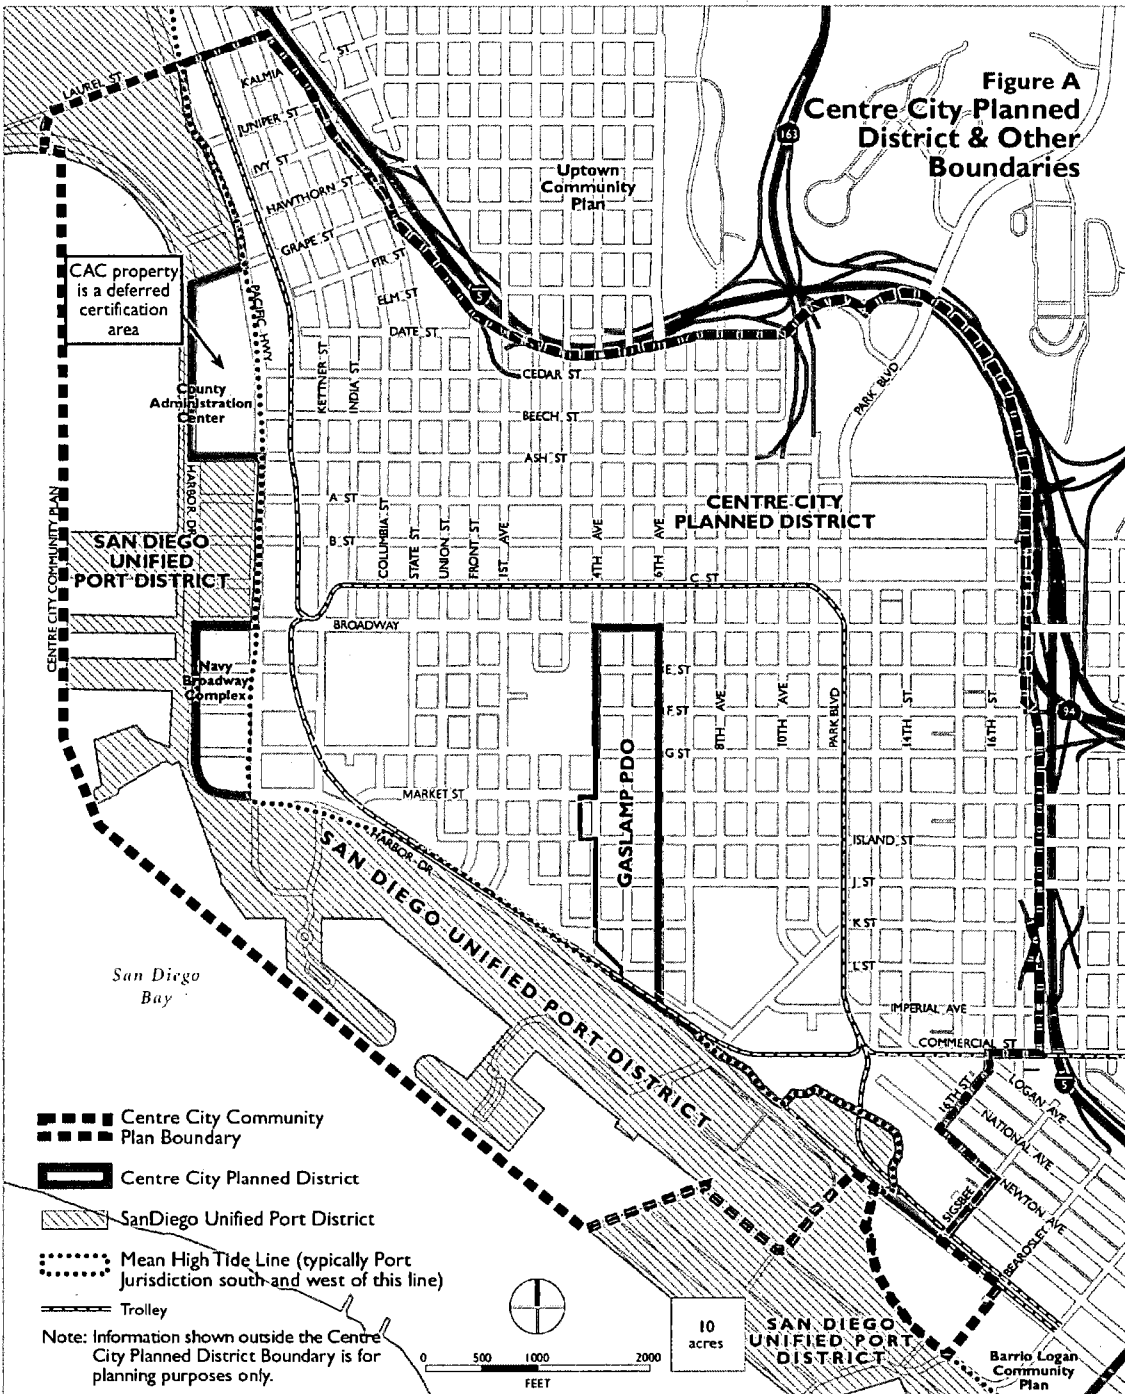 Figure A
Centre City Planned
District & Other
Boundaries
LAUREL ST
ST
KALMIA
JUNIPER ST
IVY ST
HAWTHORN ST
GRAPE ST
FIR ST
ELM ST
DATE ST
163
Uptown
Community
Plan
CAC property
is a deferred
certification
area
PACIFIC HWY
5
County
Administration
Center
KETTNER ST
INDIA ST
CEDAR ST
BEECH ST
ASH ST
PARK BLVD
A ST
B ST
COLUMBIA ST
STATE ST
UNION ST
FRONT ST
1ST AVE
4TH AVE
6TH AVE
C ST
CENTRE CITY
PLANNED DISTRICT
HARBOR DR
CENTRE CITY COMMUNITY PLAN
SAN DIEGO
UNIFIED
PORT DISTRICT
BROADWAY
Navy
Broadway
Complex
E ST
F ST
G ST
8TH AVE
10TH AVE
PARK BLVD
14TH ST
16TH ST
94
MARKET ST
GASLAMP PDO
HARBOR DR
ISLAND ST
J ST
K ST
L ST
IMPERIAL AVE
COMMERCIAL ST
SAN DIEGO UNIFIED PORT DISTRICT
San Diego
Bay
5
16TH ST
LOGAN AVE
NATIONAL AVE
NEWTON AVE
SIGSBEE
BEARDSLEY
Centre City Community
Plan Boundary
Centre City Planned District
SanDiego Unified Port District
Mean High Tide Line (typically Port
Jurisdiction south and west of this line)
Trolley
Note: Information shown outside the Centre
City Planned District Boundary is for
planning purposes only.
0 500 1000 2000
FEET
10
acres
SAN DIEGO
UNIFIED PORT
DISTRICT
Barrio Logan
Community
Plan